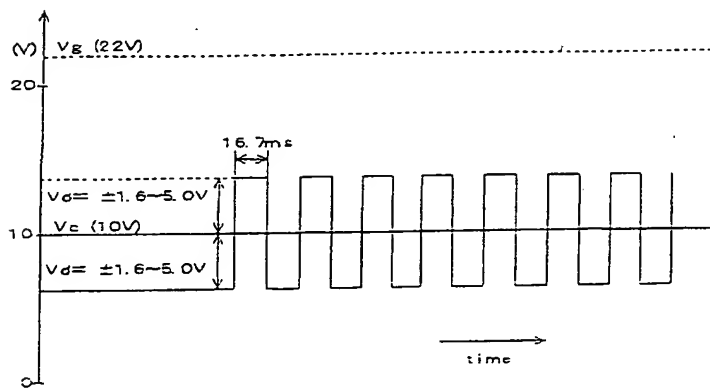 (V)
Vg (22V)
20
16.7ms
Vd= ±1.6~5.0V
Vc (10V)
10
Vd= ±1.6~5.0V
time
0